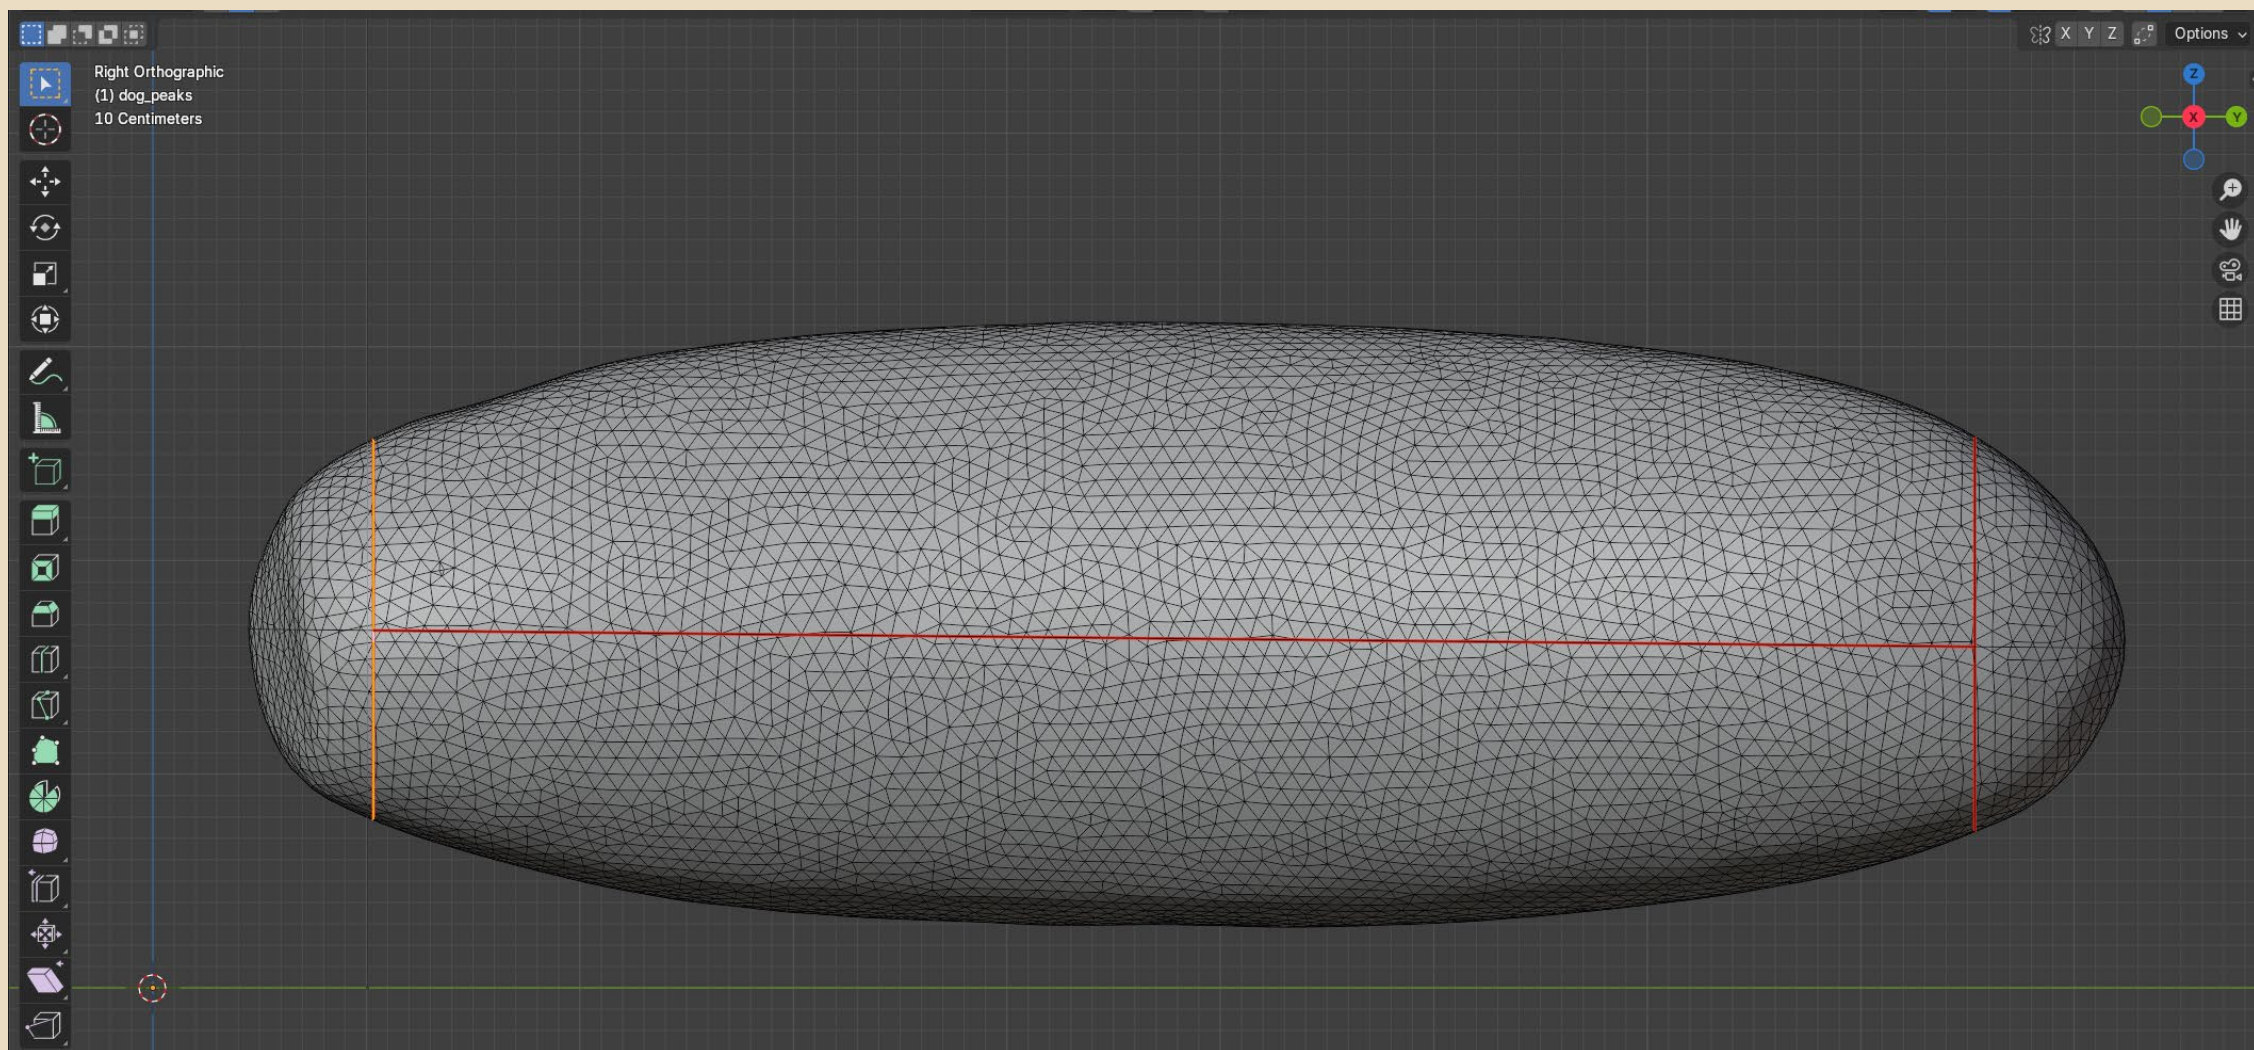 X Y Z
Options
Right Orthographic
(1) dog_peaks
10 Centimeters
Z
X
Y